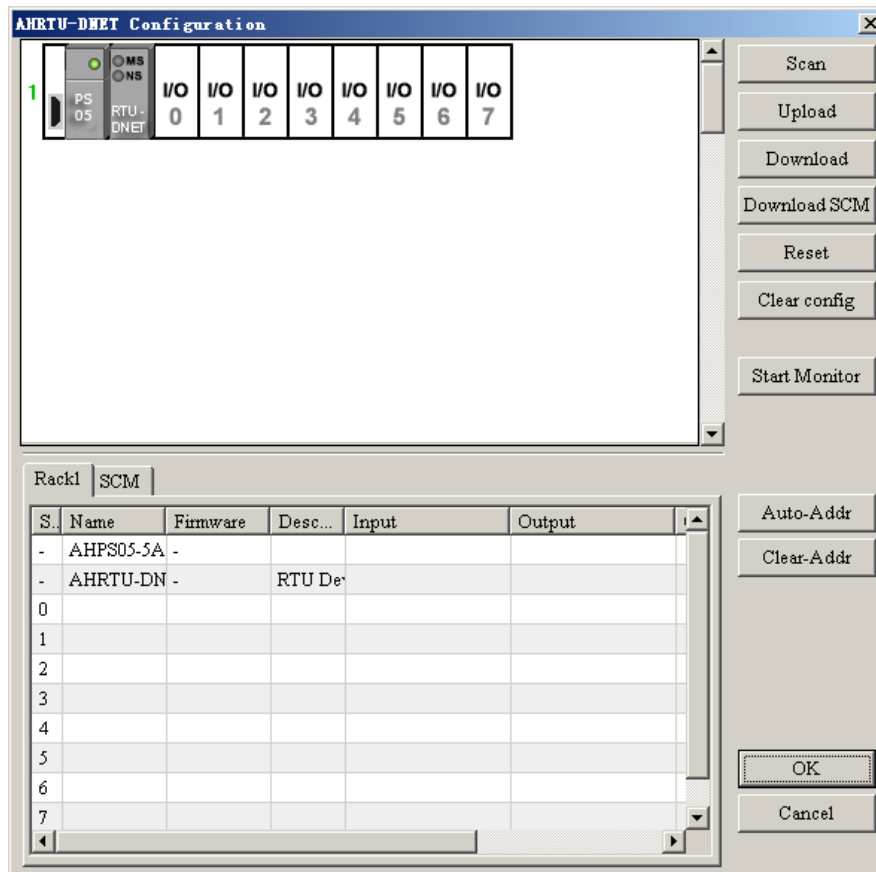 AHRTU-DNET Configuration
1
PS
05
MS
NS
RTU-
DNET
I/O
0
I/O
1
I/O
2
I/O
3
I/O
4
I/O
5
I/O
6
I/O
7
Scan
Upload
Download
Download SCM
Reset
Clear config
Start Monitor
Rack1 SCM
S.. Name Firmware Desc... Input Output
- AHPS05-5A -
- AHRTU-DN - RTU De
0
1
2
3
4
5
6
7
Auto-Addr
Clear-Addr
OK
Cancel